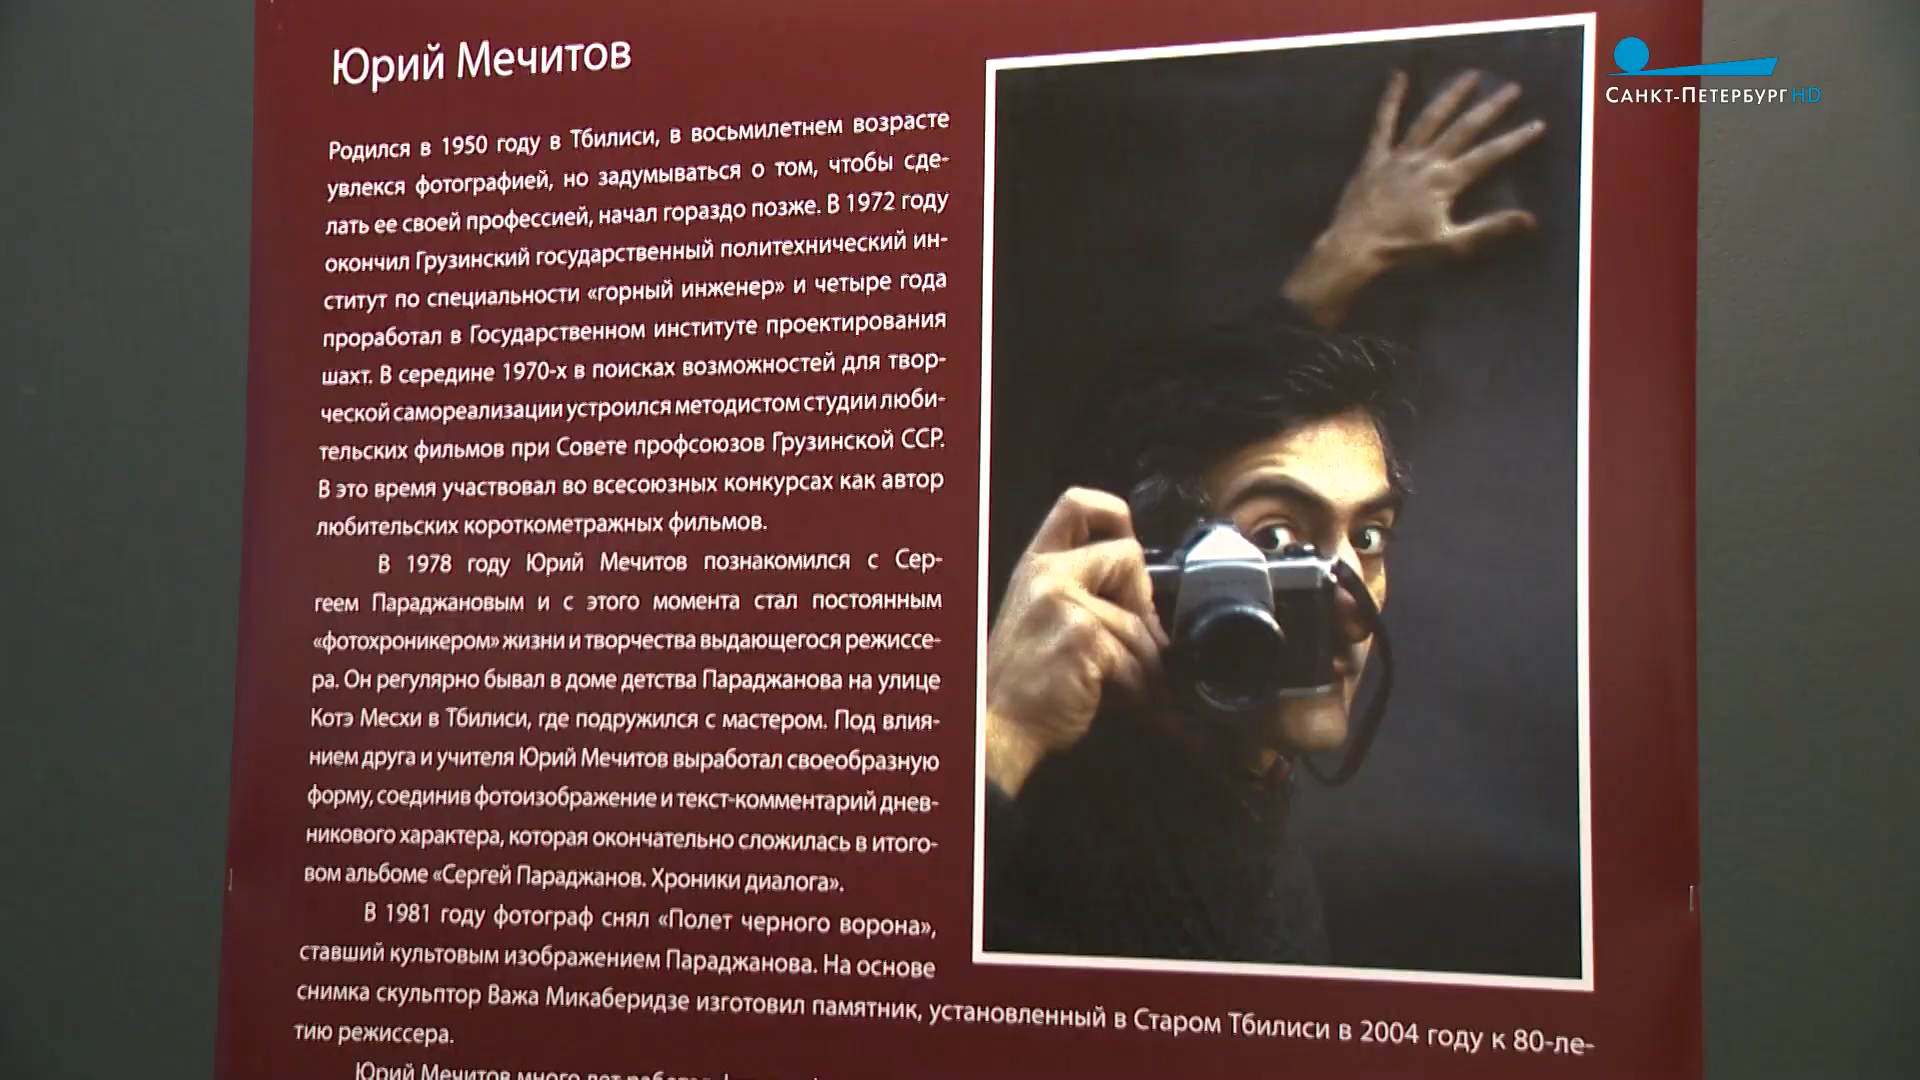 Юрий Мечитов
САНКТ-ПЕТЕРБУРГ HD
Родился в 1950 году в Тбилиси, в восьмилетнем возрасте
увлекся фотографией, но задумываться о том, чтобы сде-
лать ее своей профессией, начал гораздо позже. В 1972 году
окончил Грузинский государственный политехнический ин-
ститут по специальности «горный инженер» и четыре года
проработал в Государственном институте проектирования
шахт. В середине 1970-х в поисках возможностей для твор-
ческой самореализации устроился методистом студии люби-
тельских фильмов при Совете профсоюзов Грузинской ССР.
В это время участвовал во всесоюзных конкурсах как автор
любительских короткометражных фильмов.
В 1978 году Юрий Мечитов познакомился с Сер-
геем Параджановым и с этого момента стал постоянным
«фотохроникером» жизни и творчества выдающегося режиссе-
ра. Он регулярно бывал в доме детства Параджанова на улице
Котэ Месхи в Тбилиси, где подружился с мастером. Под влия-
нием друга и учителя Юрий Мечитов выработал своеобразную
форму, соединив фотоизображение и текст-комментарий днев-
никового характера, которая окончательно сложилась в итого-
вом альбоме «Сергей Параджанов. Хроники диалога».
В 1981 году фотограф снял «Полет черного ворона»,
ставший культовым изображением Параджанова. На основе
снимка скульптор Важа Микаберидзе изготовил памятник, установленный в Старом Тбилиси в 2004 году к 80-ле-
тию режиссера.
Юрий Мечитов много лет